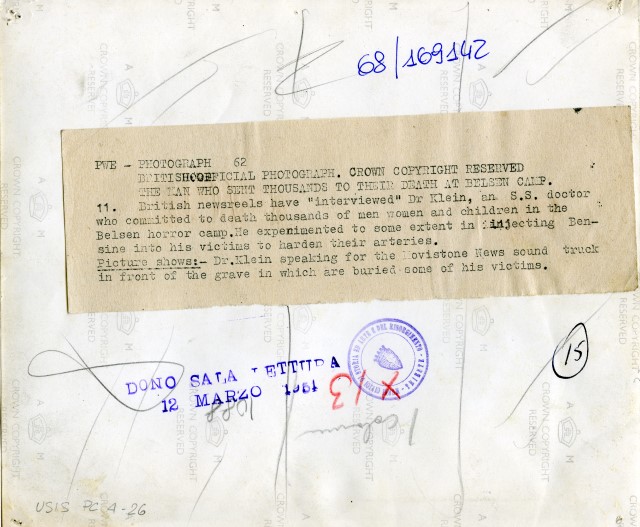 68/169142
PWE - PHOTOGRAPH 62
BRITISH OFFICIAL PHOTOGRAPH. CROWN COPYRIGHT RESERVED
THE MAN WHO SENT THOUSANDS TO THEIR DEATH AT BELSEN CAMP.
11. British newsreels have "interviewed" Dr Klein, an S.S. doctor
who committed to death thousands of men women and children in the
Belsen horror camp.He experimented to some extent in injecting Ben-
sine into his victims to harden their arteries.
Picture shows:- Dr.Klein speaking for the Movistone News sound truck
in front of the grave in which are buried some of his victims.
15
DONO SALA LETTURA
12 MARZO 1951
X/3
1088
1 Column
USIS PC 4-26
CROWN COPYRIGHT
RESERVED
A M